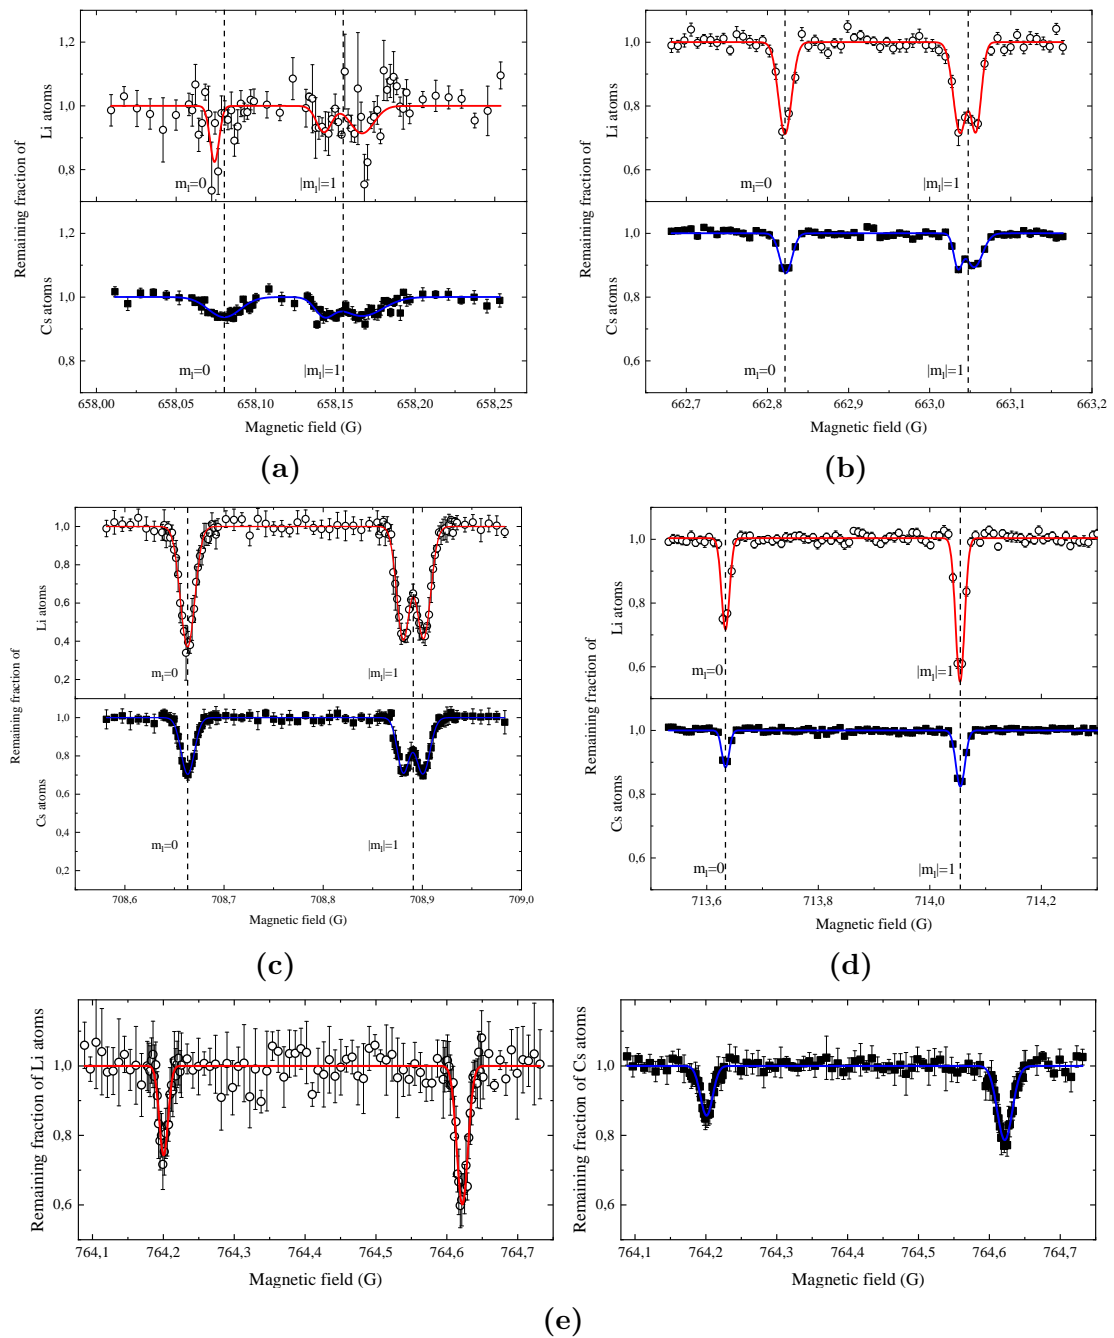 Remaining fraction of
Li atoms
Cs atoms
1,2
1,0
0,8
m_l=0
|m_l|=1
1,2
1,0
0,8
m_l=0
|m_l|=1
658,00 658,05 658,10 658,15 658,20 658,25
Magnetic field (G)
(a)
Remaining fraction of
Li atoms
Cs atoms
1,0
0,8
0,6
m_l=0
|m_l|=1
1,0
0,8
0,6
m_l=0
|m_l|=1
662,7 662,8 662,9 663,0 663,1 663,2
Magnetic field (G)
(b)
Remaining fraction of
Li atoms
Cs atoms
1,0
0,8
0,6
0,4
0,2
m_l=0
|m_l|=1
1,0
0,8
0,6
0,4
0,2
m_l=0
|m_l|=1
708,6 708,7 708,8 708,9 709,0
Magnetic field (G)
(c)
Remaining fraction of
Li atoms
Cs atoms
1,0
0,8
0,6
m_l=0
|m_l|=1
1,0
0,8
0,6
m_l=0
|m_l|=1
713,6 713,8 714,0 714,2
Magnetic field (G)
(d)
Remaining fraction of Li atoms
1,0
0,8
0,6
764,1 764,2 764,3 764,4 764,5 764,6 764,7
Magnetic field (G)
Remaining fraction of Cs atoms
1,0
0,8
0,6
764,1 764,2 764,3 764,4 764,5 764,6 764,7
Magnetic field (G)
(e)